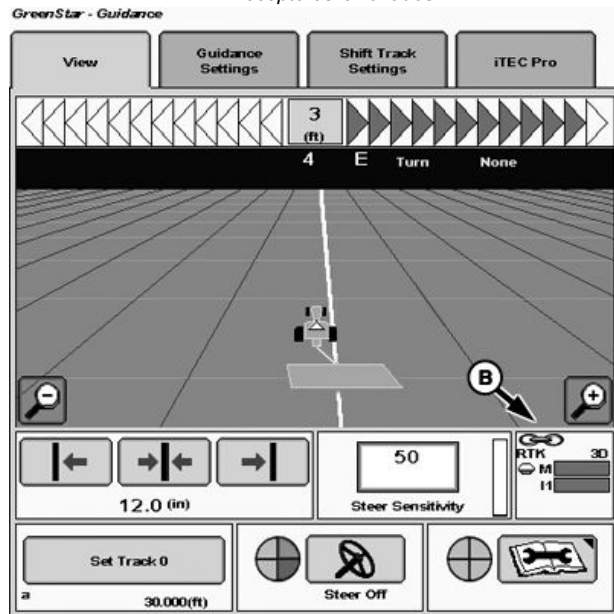 GreenStar - Guidance
View
Guidance
Settings
Shift Track
Settings
iTEC Pro
3
(ft)
4 E Turn None
B
RTK 3D
M
I1
12.0 (in)
50
Steer Sensitivity
Set Track 0
a 30.000(ft)
Steer Off